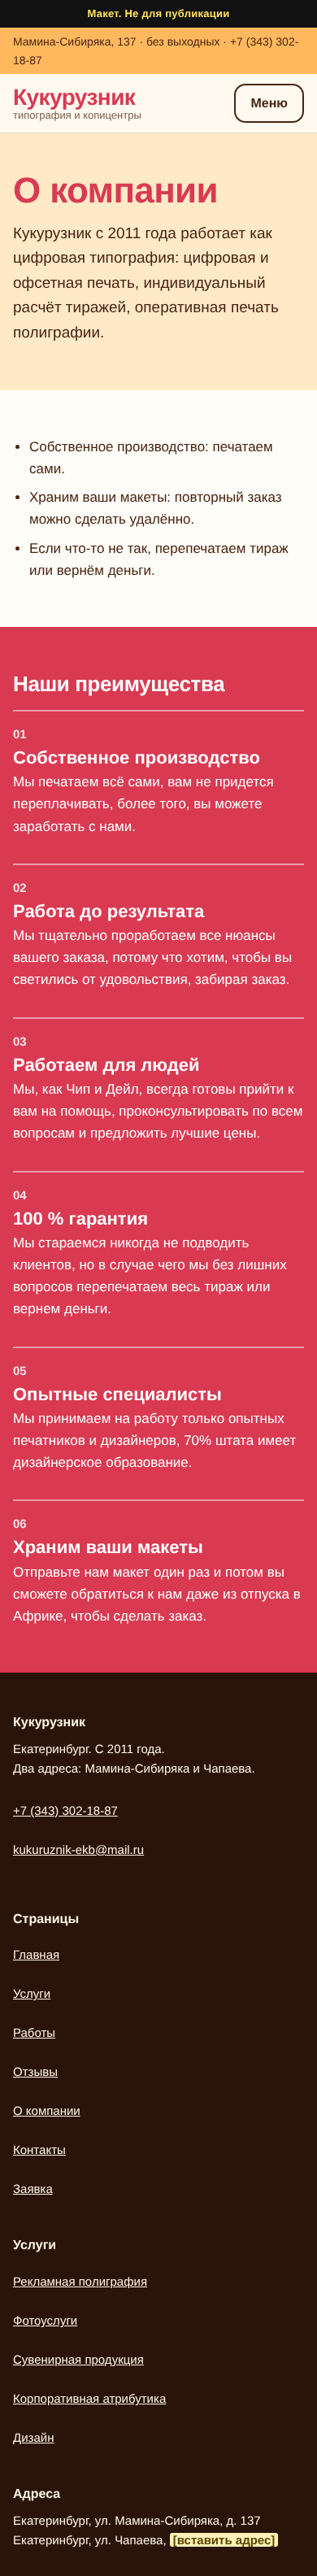 Макет. Не для публикации
Мамина-Сибиряка, 137 · без выходных · +7 (343) 302-
18-87
Кукурузник
типография и копицентры
Меню
О компании
Кукурузник с 2011 года работает как
цифровая типография: цифровая и
офсетная печать, индивидуальный
расчёт тиражей, оперативная печать
полиграфии.
• Собственное производство: печатаем
сами.
• Храним ваши макеты: повторный заказ
можно сделать удалённо.
• Если что-то не так, перепечатаем тираж
или вернём деньги.
Наши преимущества
01
Собственное производство
Мы печатаем всё сами, вам не придется
переплачивать, более того, вы можете
заработать с нами.
02
Работа до результата
Мы тщательно проработаем все нюансы
вашего заказа, потому что хотим, чтобы вы
светились от удовольствия, забирая заказ.
03
Работаем для людей
Мы, как Чип и Дейл, всегда готовы прийти к
вам на помощь, проконсультировать по всем
вопросам и предложить лучшие цены.
04
100 % гарантия
Мы стараемся никогда не подводить
клиентов, но в случае чего мы без лишних
вопросов перепечатаем весь тираж или
вернем деньги.
05
Опытные специалисты
Мы принимаем на работу только опытных
печатников и дизайнеров, 70% штата имеет
дизайнерское образование.
06
Храним ваши макеты
Отправьте нам макет один раз и потом вы
сможете обратиться к нам даже из отпуска в
Африке, чтобы сделать заказ.
Кукурузник
Екатеринбург. С 2011 года.
Два адреса: Мамина-Сибиряка и Чапаева.
+7 (343) 302-18-87
kukuruznik-ekb@mail.ru
Страницы
Главная
Услуги
Работы
Отзывы
О компании
Контакты
Заявка
Услуги
Рекламная полиграфия
Фотоуслуги
Сувенирная продукция
Корпоративная атрибутика
Дизайн
Адреса
Екатеринбург, ул. Мамина-Сибиряка, д. 137
Екатеринбург, ул. Чапаева, [вставить адрес]